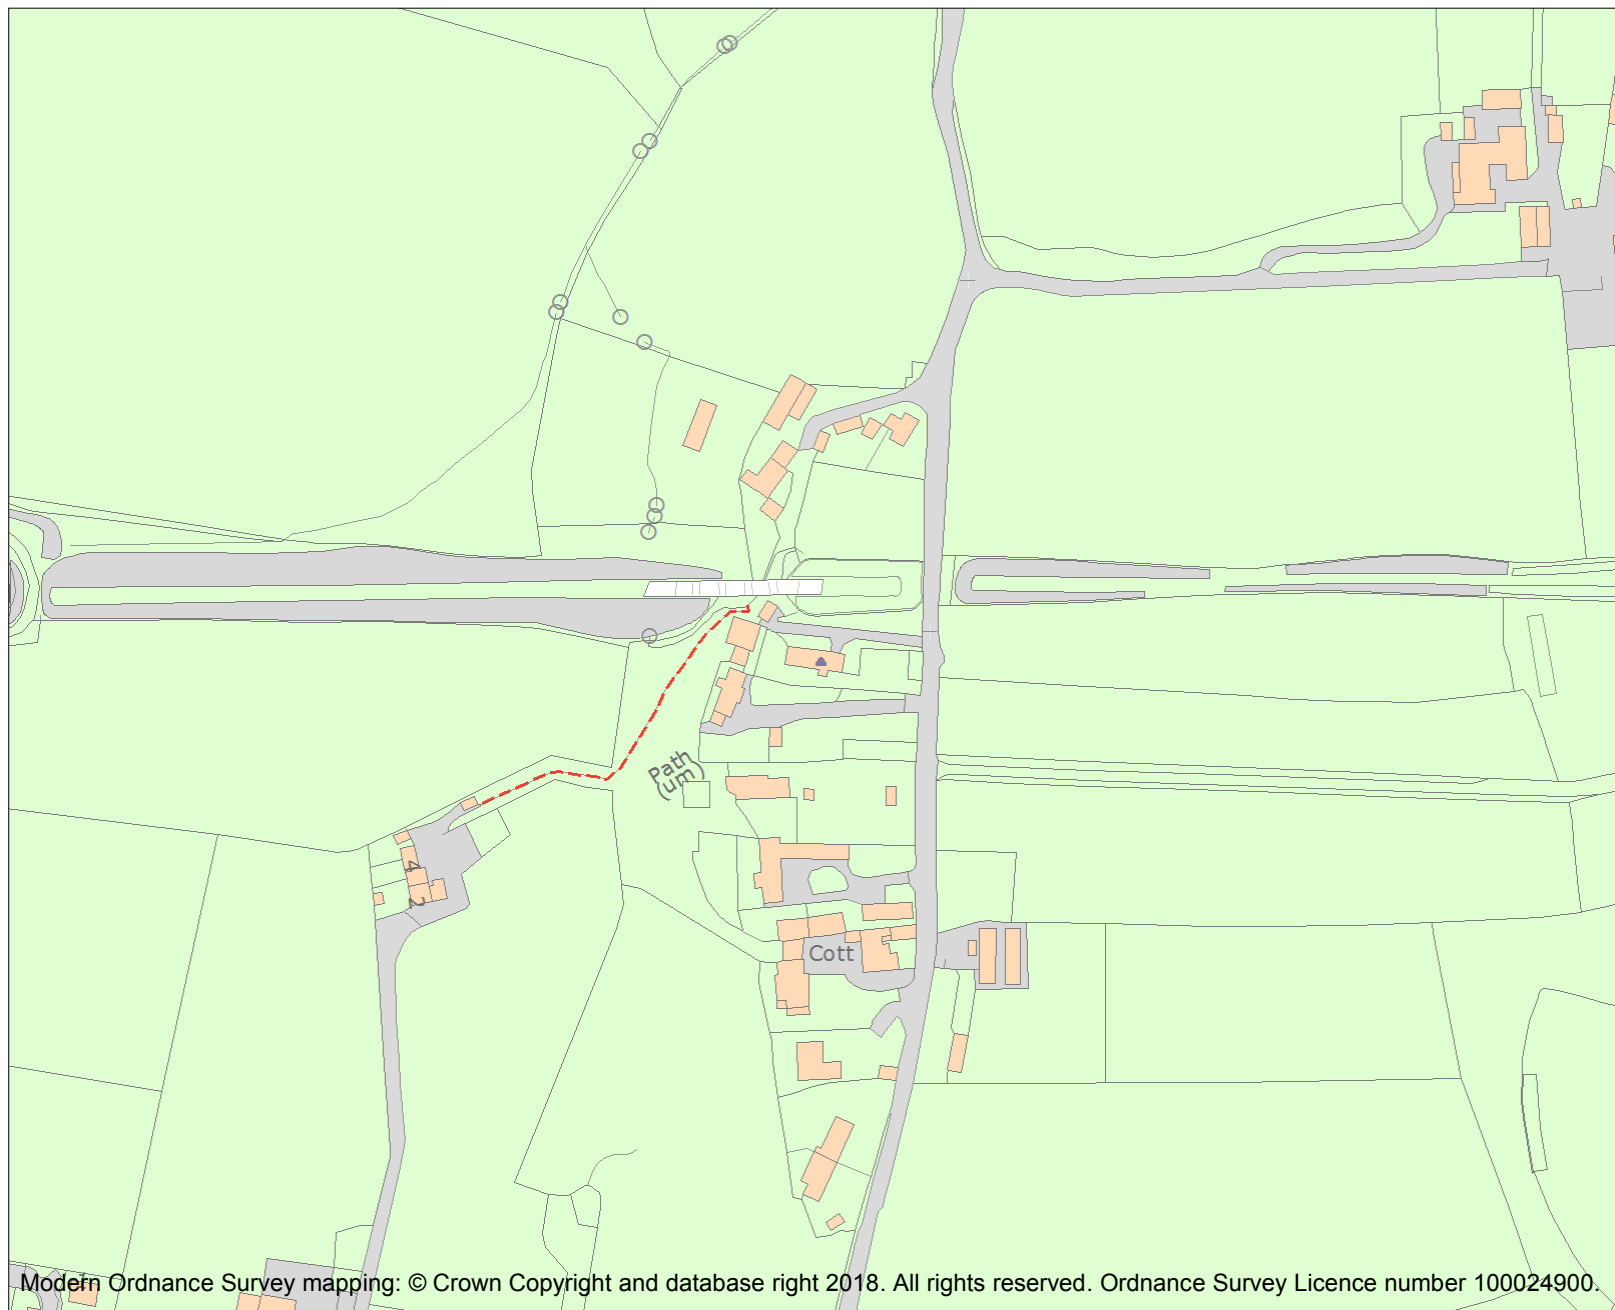 Path
(um)
4
2
Cott
Modern Ordnance Survey mapping: © Crown Copyright and database right 2018. All rights reserved. Ordnance Survey Licence number 100024900.